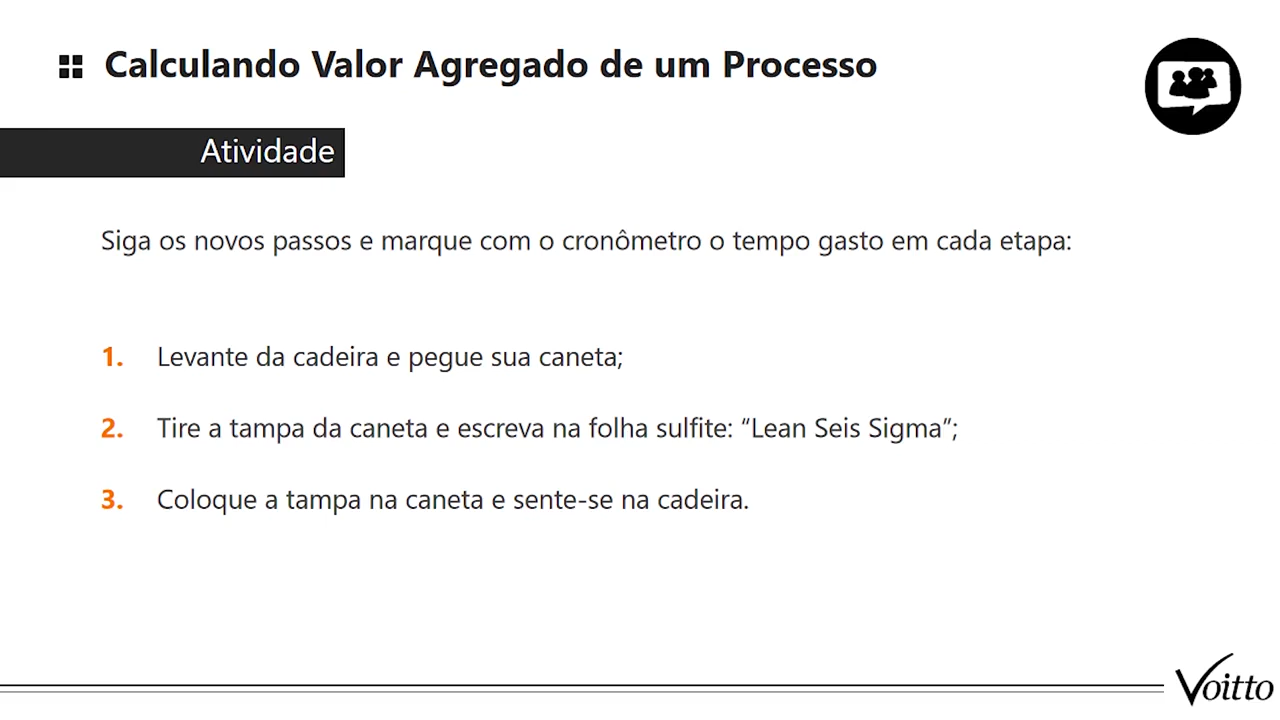 Calculando Valor Agregado de um Processo
Atividade
Siga os novos passos e marque com o cronômetro o tempo gasto em cada etapa:
1. Levante da cadeira e pegue sua caneta;
2. Tire a tampa da caneta e escreva na folha sulfite: “Lean Seis Sigma”;
3. Coloque a tampa na caneta e sente-se na cadeira.
Voitto